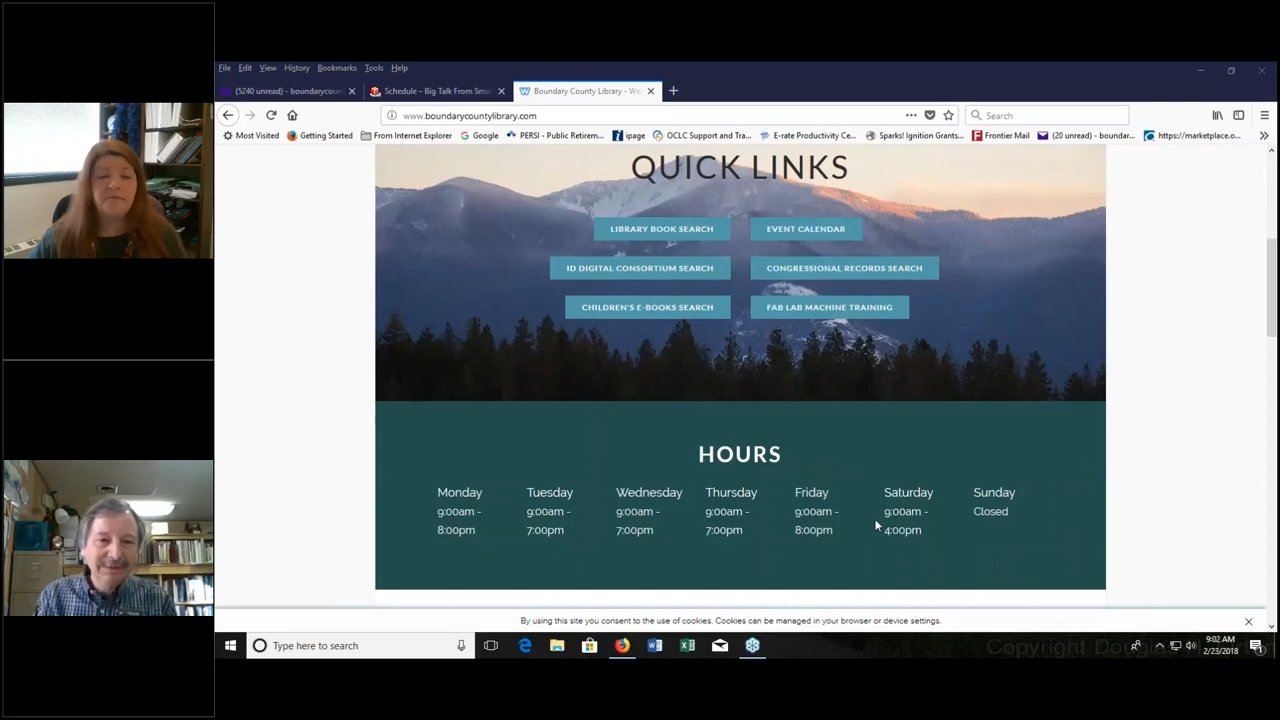 File Edit View History Bookmarks Tools Help
(5240 unread) - boundarycoun
Schedule – Big Talk From Smal
Boundary County Library - We
www.boundarycountylibrary.com
Search
Most Visited Getting Started From Internet Explorer Google PERSI - Public Retirem... ipage OCLC Support and Tra... E-rate Productivity Ce... Sparks! Ignition Grants... Frontier Mail (20 unread) - boundar... https://marketplace.o...
QUICK LINKS
LIBRARY BOOK SEARCH EVENT CALENDAR
ID DIGITAL CONSORTIUM SEARCH CONGRESSIONAL RECORDS SEARCH
CHILDREN'S E-BOOKS SEARCH FAB LAB MACHINE TRAINING
HOURS
Monday Tuesday Wednesday Thursday Friday Saturday Sunday
9:00am - 9:00am - 9:00am - 9:00am - 9:00am - 9:00am - Closed
8:00pm 7:00pm 7:00pm 7:00pm 8:00pm 4:00pm
By using this site you consent to the use of cookies. Cookies can be managed in your browser or device settings.
Type here to search
9:02 AM
2/23/2018
Copyright